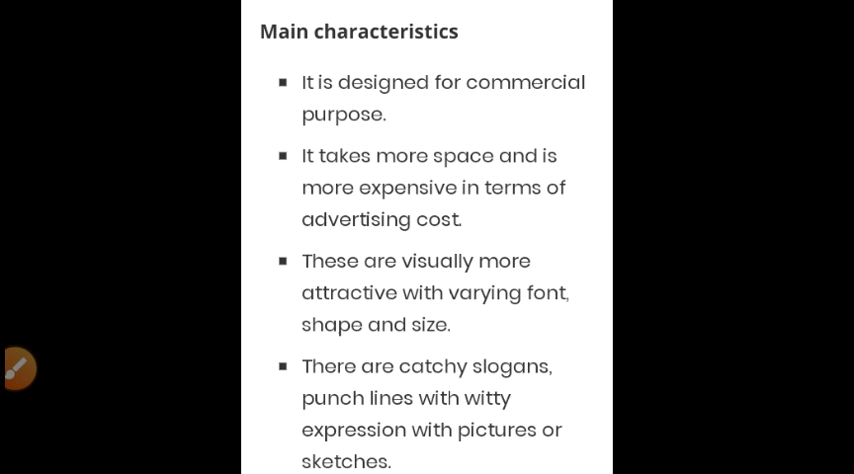 Main characteristics
▪ It is designed for commercial
purpose.
▪ It takes more space and is
more expensive in terms of
advertising cost.
▪ These are visually more
attractive with varying font,
shape and size.
▪ There are catchy slogans,
punch lines with witty
expression with pictures or
sketches.